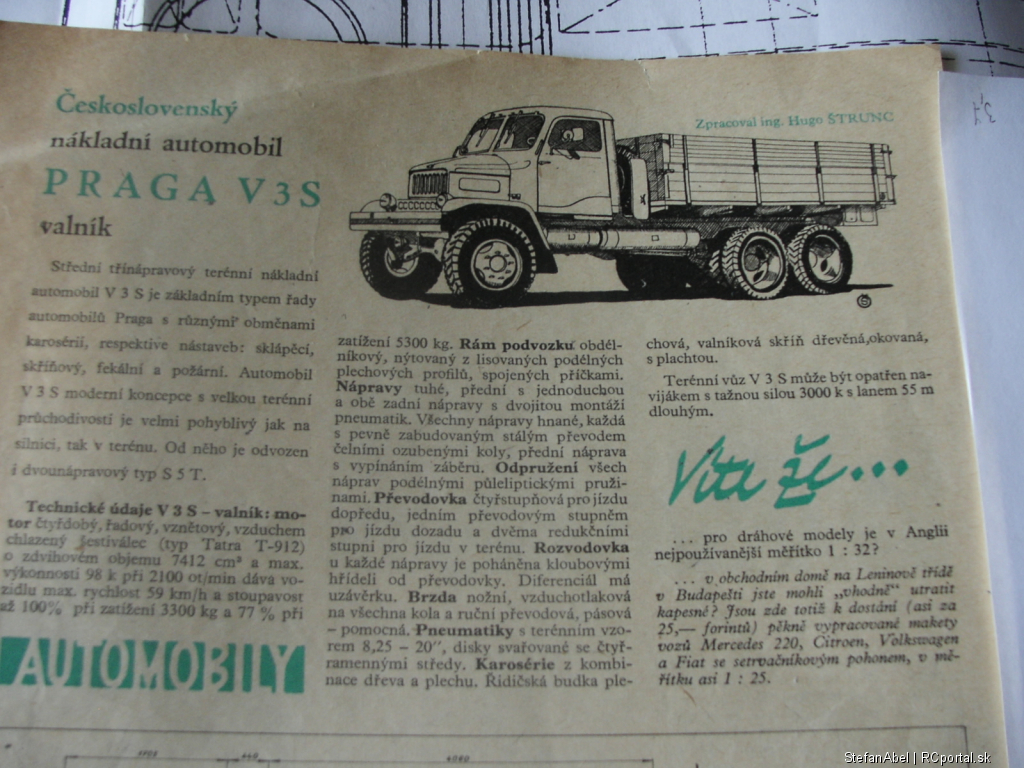 Československý
nákladní automobil
PRAGA V3S
valník
Zpracoval ing. Hugo ŠTRUNC
Střední třínápravový terénní nákladní
automobil V 3 S je základním typem řady
automobilů Praga s různými obměnami
karosérií, respektive nástaveb: sklápěcí,
skříňový, fekální a požární. Automobil
V 3 S moderní koncepce s velkou terénní
průchodivostí je velmi pohyblivý jak na
silnici, tak v terénu. Od něho je odvozen
i dvounápravový typ S 5 T.
Technické údaje V 3 S – valník: mo-
tor čtyřdobý, řadový, vznětový, vzduchem
chlazený šestiválec (typ Tatra T-912)
o zdvihovém objemu 7412 cm³ a max.
výkonnosti 98 k při 2100 ot/min dává vo-
zidlu max. rychlost 59 km/h a stoupavost
až 100% při zatížení 3300 kg a 77 % při
AUTOMOBILY
zatížení 5300 kg. Rám podvozku obdél-
níkový, nýtovaný z lisovaných podélných
plechových profilů, spojených příčkami.
Nápravy tuhé, přední s jednoduchou
a obě zadní nápravy s dvojitou montáží
pneumatik. Všechny nápravy hnané, každá
s pevně zabudovaným stálým převodem
čelními ozubenými koly, přední náprava
s vypínáním záběru. Odpružení všech
náprav podélnými půleliptickými pruži-
nami. Převodovka čtyřstupňová pro jízdu
dopředu, jedním převodovým stupněm
pro jízdu dozadu a dvěma redukčními
stupni pro jízdu v terénu. Rozvodovka
u každé nápravy je poháněna kloubovými
hřídeli od převodovky. Diferenciál má
uzávěrku. Brzda nožní, vzduchotlaková
na všechna kola a ruční převodová, pásová
– pomocná. Pneumatiky s terénním vzo-
rem 8,25 – 20″, disky svařované se čtyř-
ramennými středy. Karosérie z kombi-
nace dřeva a plechu. Řidičská budka ple-
chová, valníková skříň dřevěná,okovaná,
s plachtou.
Terénní vůz V 3 S může být opatřen na-
vijákem s tažnou silou 3000 k s lanem 55 m
dlouhým.
Víte že...
... pro dráhové modely je v Anglii
nejpoužívanější měřítko 1 : 32?
... v obchodním domě na Leninově třídě
v Budapešti jste mohli „vhodně“ utratit
kapesné? Jsou zde totiž k dostání (asi za
25,— forintů) pěkně vypracované makety
vozů Mercedes 220, Citroen, Volkswagen
a Fiat se setrvačníkovým pohonem, v mě-
řítku asi 1 : 25.
StefanAbel | RCportal.sk